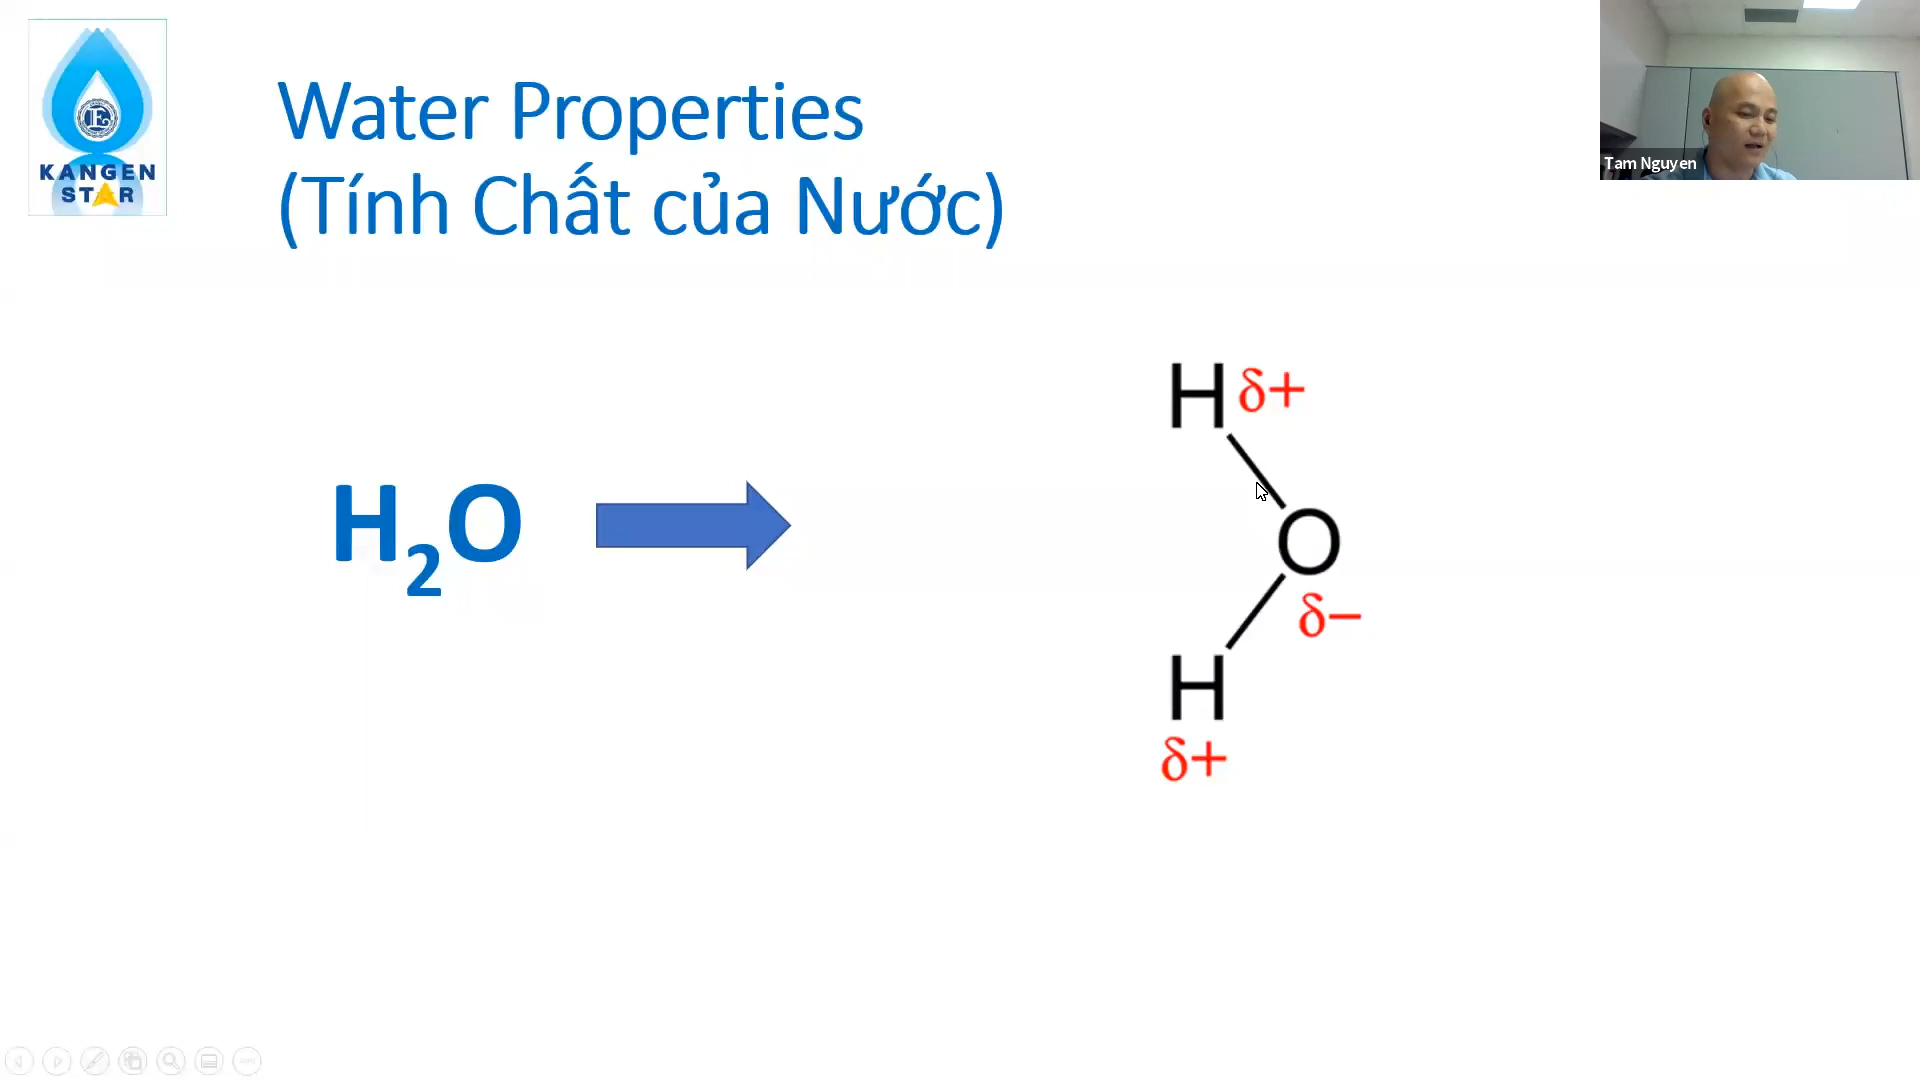 KANGEN
STAR
E
Water Properties
(Tính Chất của Nước)
Tam Nguyen
H₂O
H δ+
O
δ−
H
δ+